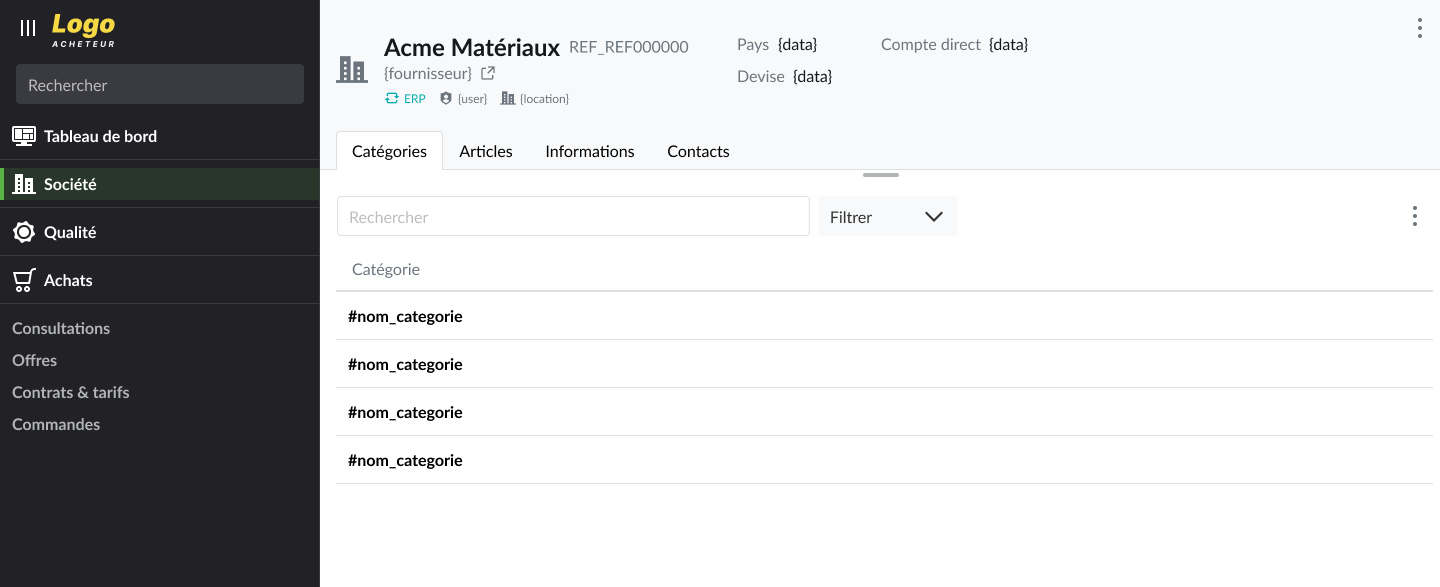 Logo
ACHETEUR
Rechercher
Tableau de bord
Société
Qualité
Achats
Consultations
Offres
Contrats & tarifs
Commandes
Acme Matériaux REF_REF000000
{fournisseur}
ERP {user} {location}
Pays {data} Compte direct {data}
Devise {data}
Catégories Articles Informations Contacts
Rechercher Filtrer
Catégorie
#nom_categorie
#nom_categorie
#nom_categorie
#nom_categorie